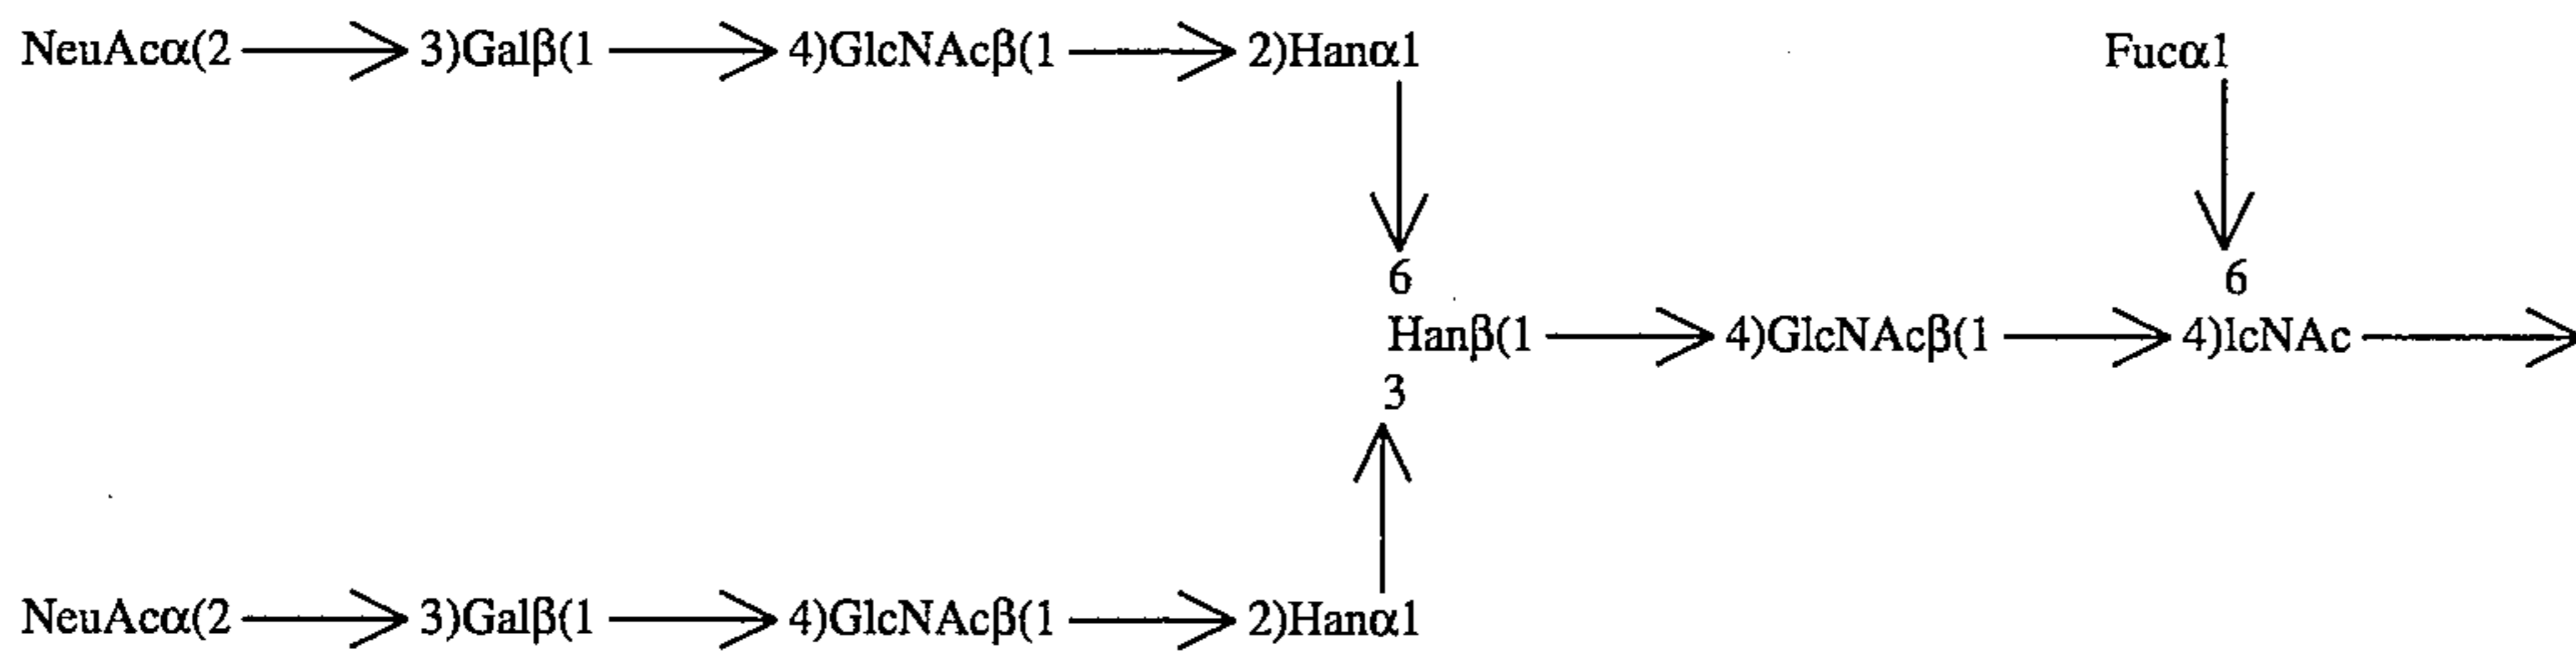 NeuAcα(2 → 3)Galβ(1 → 4)GlcNAcβ(1 → 2)Hanα1 Fucα1
6 6
Hanβ(1 → 4)GlcNAcβ(1 → 4)lcNAc →
3
NeuAcα(2 → 3)Galβ(1 → 4)GlcNAcβ(1 → 2)Hanα1